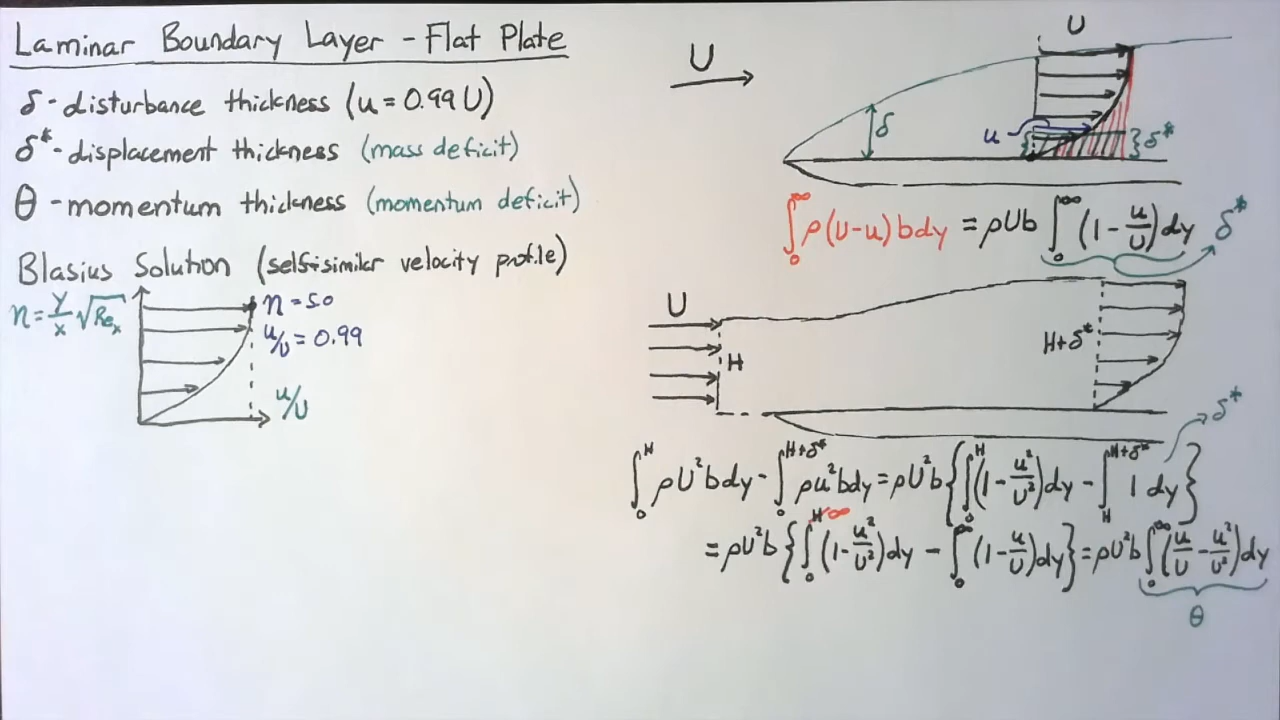 Laminar Boundary Layer - Flat Plate
δ - disturbance thickness (u = 0.99 U)
δ* - displacement thickness (mass deficit)
θ - momentum thickness (momentum deficit)
Blasius Solution (self-similar velocity profile)
η = y/x √Re_x
η = 5.0
u/U = 0.99
u/U
U
U
δ
u
δ*
∫₀^∞ ρ(U-u) b dy = ρUb ∫₀^∞ (1 - u/U) dy δ*
U
H
H+δ*
δ*
∫₀^H ρU² b dy - ∫₀^{H+δ*} ρu² b dy = ρU²b { ∫₀^H (1 - u²/U²) dy - ∫_H^{H+δ*} 1 dy }
= ρU²b { ∫₀^{H ∞} (1 - u²/U²) dy - ∫₀^∞ (1 - u/U) dy } = ρU²b ∫₀^∞ (u/U - u²/U²) dy
θ